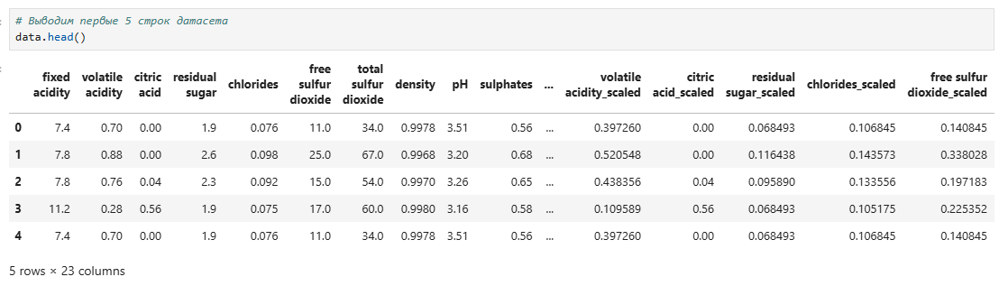 # Выводим первые 5 строк датасета
data.head()
fixed acidity volatile acidity citric acid residual sugar chlorides free sulfur dioxide total sulfur dioxide density pH sulphates ... volatile acidity_scaled citric acid_scaled residual sugar_scaled chlorides_scaled free sulfur dioxide_scaled
0 7.4 0.70 0.00 1.9 0.076 11.0 34.0 0.9978 3.51 0.56 ... 0.397260 0.00 0.068493 0.106845 0.140845
1 7.8 0.88 0.00 2.6 0.098 25.0 67.0 0.9968 3.20 0.68 ... 0.520548 0.00 0.116438 0.143573 0.338028
2 7.8 0.76 0.04 2.3 0.092 15.0 54.0 0.9970 3.26 0.65 ... 0.438356 0.04 0.095890 0.133556 0.197183
3 11.2 0.28 0.56 1.9 0.075 17.0 60.0 0.9980 3.16 0.58 ... 0.109589 0.56 0.068493 0.105175 0.225352
4 7.4 0.70 0.00 1.9 0.076 11.0 34.0 0.9978 3.51 0.56 ... 0.397260 0.00 0.068493 0.106845 0.140845
5 rows × 23 columns